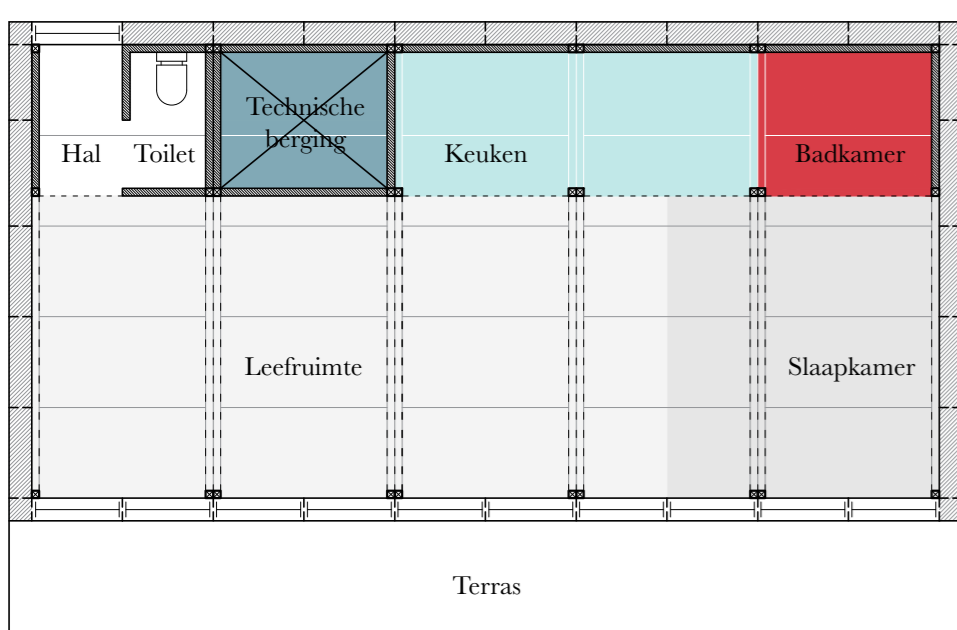 Technische
berging
Hal
Toilet
Keuken
Badkamer
Leefruimte
Slaapkamer
Terras